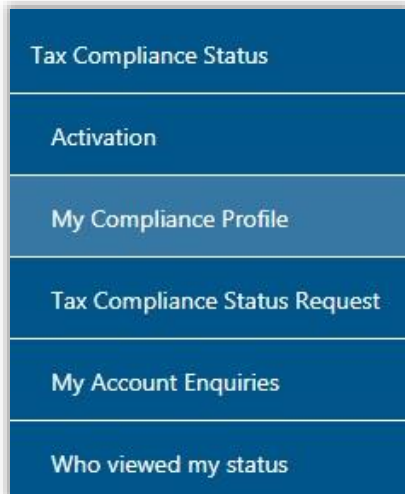 Tax Compliance Status
Activation
My Compliance Profile
Tax Compliance Status Request
My Account Enquiries
Who viewed my status